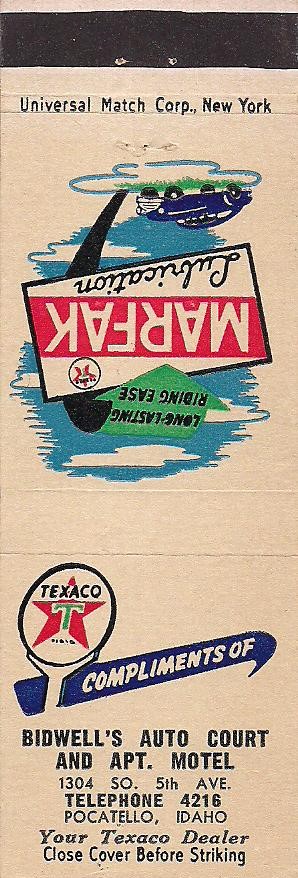 Universal Match Corp., New York
LONG-LASTING
RIDING EASE
MARFAK
Lubrication
TEXACO
T
COMPLIMENTS OF
BIDWELL'S AUTO COURT
AND APT. MOTEL
1304 SO. 5th AVE.
TELEPHONE 4216
POCATELLO, IDAHO
Your Texaco Dealer
Close Cover Before Striking